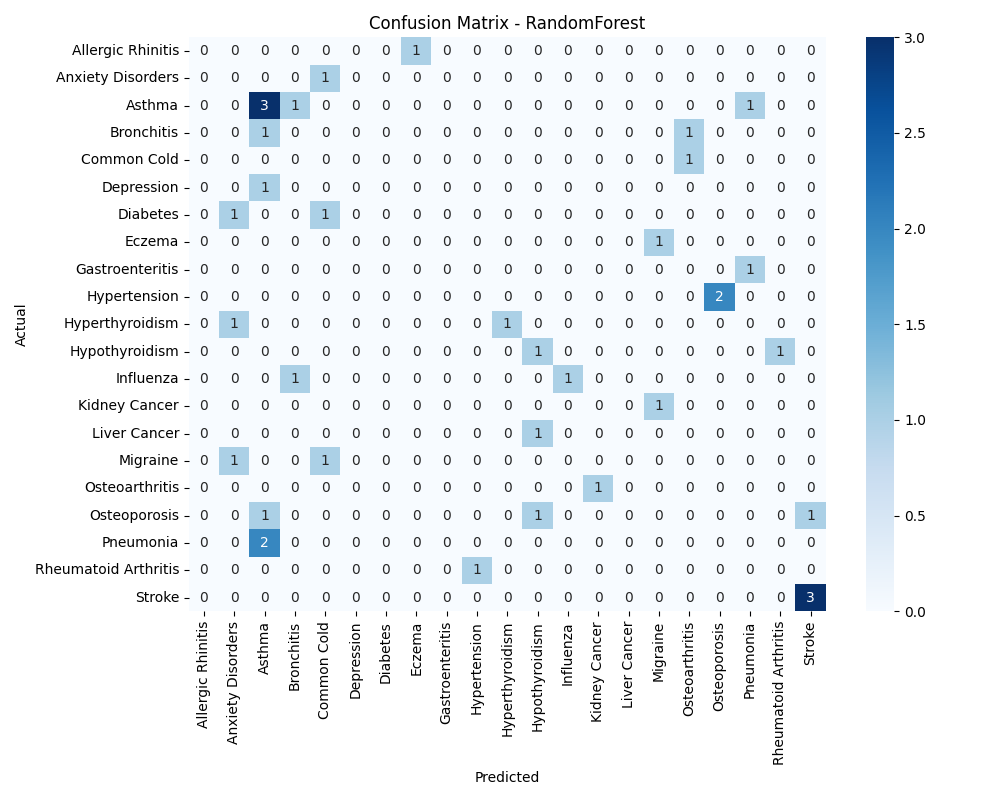 Confusion Matrix - RandomForest
Actual
Allergic Rhinitis 0 0 0 0 0 0 0 1 0 0 0 0 0 0 0 0 0 0 0 0 0
Anxiety Disorders 0 0 0 0 1 0 0 0 0 0 0 0 0 0 0 0 0 0 0 0 0
Asthma 0 0 3 1 0 0 0 0 0 0 0 0 0 0 0 0 0 0 1 0 0
Bronchitis 0 0 1 0 0 0 0 0 0 0 0 0 0 0 0 0 1 0 0 0 0
Common Cold 0 0 0 0 0 0 0 0 0 0 0 0 0 0 0 0 1 0 0 0 0
Depression 0 0 1 0 0 0 0 0 0 0 0 0 0 0 0 0 0 0 0 0 0
Diabetes 0 1 0 0 1 0 0 0 0 0 0 0 0 0 0 0 0 0 0 0 0
Eczema 0 0 0 0 0 0 0 0 0 0 0 0 0 0 0 1 0 0 0 0 0
Gastroenteritis 0 0 0 0 0 0 0 0 0 0 0 0 0 0 0 0 0 0 1 0 0
Hypertension 0 0 0 0 0 0 0 0 0 0 0 0 0 0 0 0 0 2 0 0 0
Hyperthyroidism 0 1 0 0 0 0 0 0 0 0 1 0 0 0 0 0 0 0 0 0 0
Hypothyroidism 0 0 0 0 0 0 0 0 0 0 0 1 0 0 0 0 0 0 0 1 0
Influenza 0 0 0 1 0 0 0 0 0 0 0 0 1 0 0 0 0 0 0 0 0
Kidney Cancer 0 0 0 0 0 0 0 0 0 0 0 0 0 0 0 1 0 0 0 0 0
Liver Cancer 0 0 0 0 0 0 0 0 0 0 0 1 0 0 0 0 0 0 0 0 0
Migraine 0 1 0 0 1 0 0 0 0 0 0 0 0 0 0 0 0 0 0 0 0
Osteoarthritis 0 0 0 0 0 0 0 0 0 0 0 0 0 1 0 0 0 0 0 0 0
Osteoporosis 0 0 1 0 0 0 0 0 0 0 0 1 0 0 0 0 0 0 0 0 1
Pneumonia 0 0 2 0 0 0 0 0 0 0 0 0 0 0 0 0 0 0 0 0 0
Rheumatoid Arthritis 0 0 0 0 0 0 0 0 0 1 0 0 0 0 0 0 0 0 0 0 0
Stroke 0 0 0 0 0 0 0 0 0 0 0 0 0 0 0 0 0 0 0 0 3
Allergic Rhinitis
Anxiety Disorders
Asthma
Bronchitis
Common Cold
Depression
Diabetes
Eczema
Gastroenteritis
Hypertension
Hyperthyroidism
Hypothyroidism
Influenza
Kidney Cancer
Liver Cancer
Migraine
Osteoarthritis
Osteoporosis
Pneumonia
Rheumatoid Arthritis
Stroke
Predicted
3.0
2.5
2.0
1.5
1.0
0.5
0.0